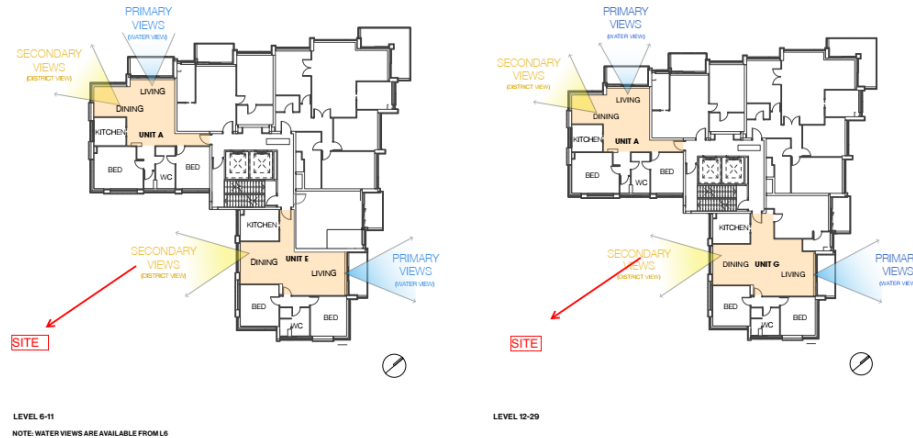 PRIMARY
VIEWS
(WATER VIEW)
SECONDARY
VIEWS
(DISTRICT VIEW)
LIVING
DINING
KITCHEN
UNIT A
BED
WC
BED
KITCHEN
SECONDARY
VIEWS
(DISTRICT VIEW)
DINING
UNIT E
LIVING
PRIMARY
VIEWS
(WATER VIEW)
BED
WC
BED
SITE
LEVEL 6-11
NOTE: WATER VIEWS ARE AVAILABLE FROM L6
PRIMARY
VIEWS
(WATER VIEW)
SECONDARY
VIEWS
(DISTRICT VIEW)
LIVING
DINING
KITCHEN
UNIT A
BED
WC
BED
KITCHEN
SECONDARY
VIEWS
(DISTRICT VIEW)
DINING
UNIT G
LIVING
PRIMARY
VIEWS
(WATER VIEW)
BED
WC
BED
SITE
LEVEL 12-29